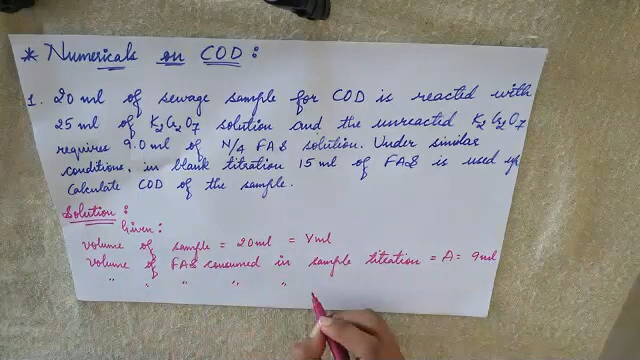 * Numericals on COD :
1. 20 ml of sewage sample for COD is reacted with
25 ml of K₂Cr₂O₇ solution and the unreacted K₂Cr₂O₇
requires 9.0 ml of N/4 FAS solution. Under similar
conditions, in blank titration 15 ml of FAS is used up.
Calculate COD of the sample.
Solution :
Given :
volume of sample = 20 ml = V ml
volume of FAS consumed in sample titration = A = 9 ml
" " " " "